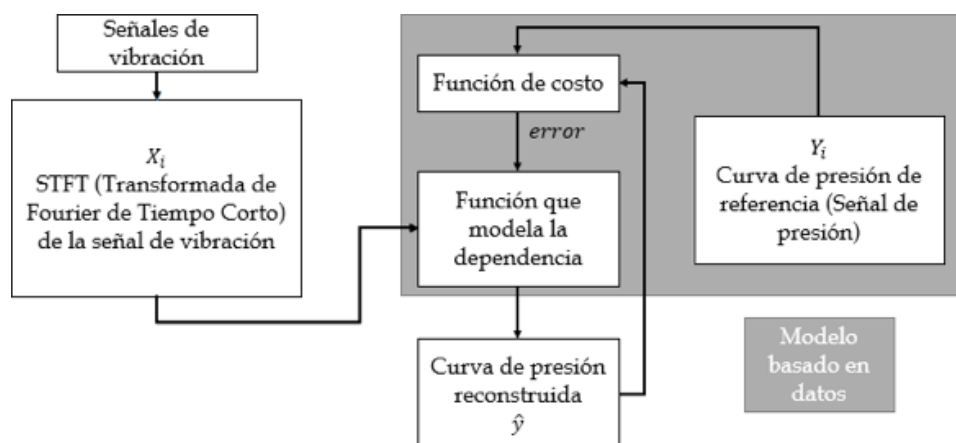 Señales de
vibración
X_i
STFT (Transformada de
Fourier de Tiempo Corto)
de la señal de vibración
Función de costo
error
Función que
modela la
dependencia
Curva de presión
reconstruida
ŷ
Y_i
Curva de presión de
referencia (Señal de
presión)
Modelo
basado en
datos